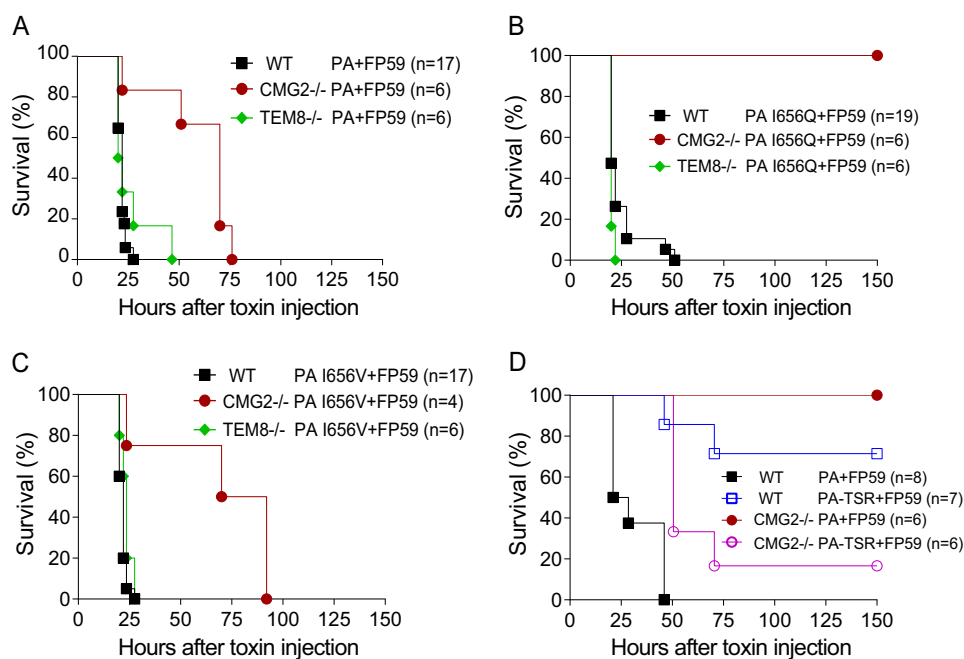 A
Survival (%)
100
80
60
40
20
0
0 25 50 75 100 125 150
Hours after toxin injection
WT PA+FP59 (n=17)
CMG2-/- PA+FP59 (n=6)
TEM8-/- PA+FP59 (n=6)
B
Survival (%)
100
80
60
40
20
0
0 25 50 75 100 125 150
Hours after toxin injection
WT PA I656Q+FP59 (n=19)
CMG2-/- PA I656Q+FP59 (n=6)
TEM8-/- PA I656Q+FP59 (n=6)
C
Survival (%)
100
80
60
40
20
0
0 25 50 75 100 125 150
Hours after toxin injection
WT PA I656V+FP59 (n=17)
CMG2-/- PA I656V+FP59 (n=4)
TEM8-/- PA I656V+FP59 (n=6)
D
Survival (%)
100
80
60
40
20
0
0 25 50 75 100 125 150
Hours after toxin injection
WT PA+FP59 (n=8)
WT PA-TSR+FP59 (n=7)
CMG2-/- PA+FP59 (n=6)
CMG2-/- PA-TSR+FP59 (n=6)